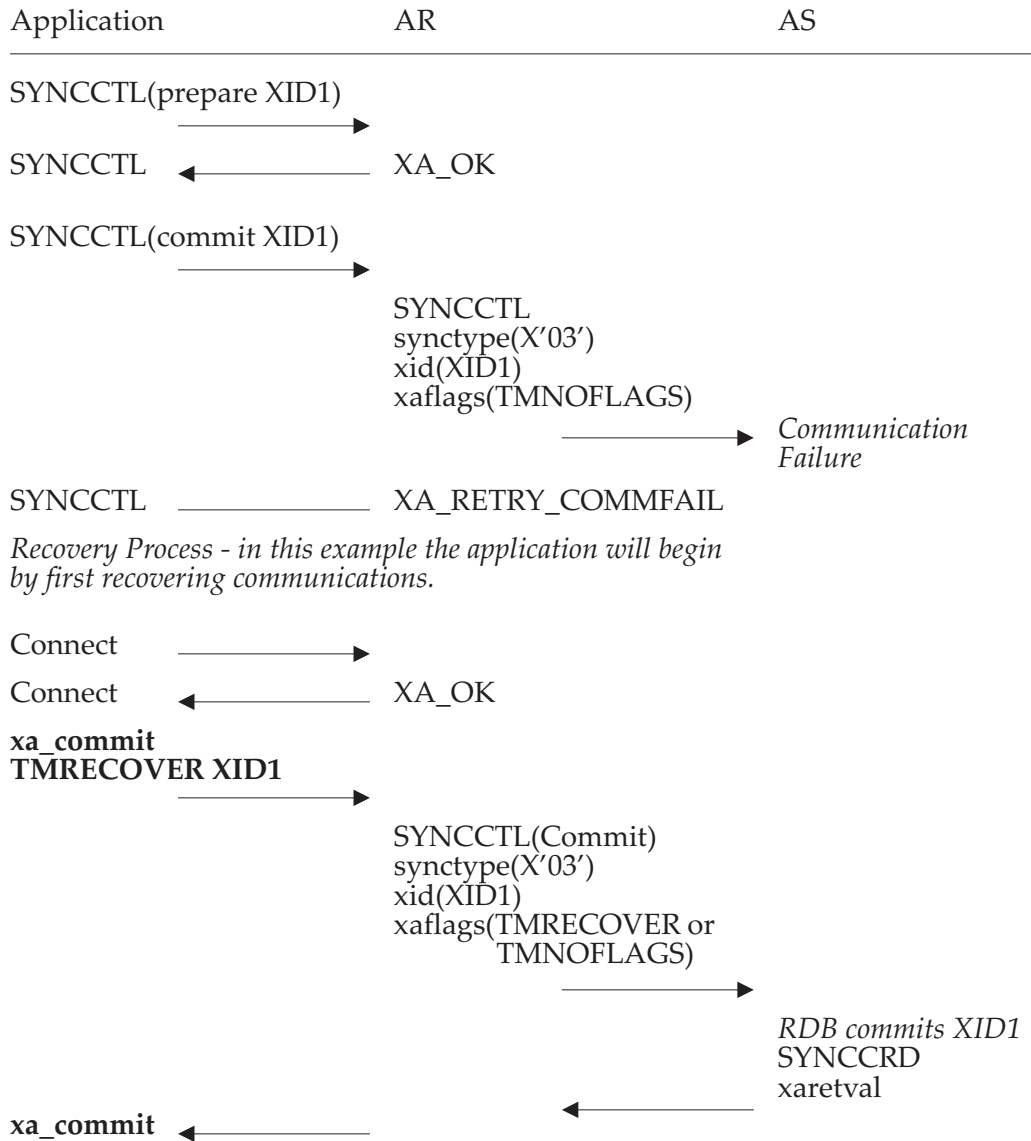 Application AR AS
SYNCCTL(prepare XID1)
SYNCCTL XA_OK
SYNCCTL(commit XID1)
SYNCCTL
synctype(X’03’)
xid(XID1)
xaflags(TMNOFLAGS)
Communication
Failure
SYNCCTL XA_RETRY_COMMFAIL
Recovery Process - in this example the application will begin
by first recovering communications.
Connect
Connect XA_OK
xa_commit
TMRECOVER XID1
SYNCCTL(Commit)
synctype(X’03’)
xid(XID1)
xaflags(TMRECOVER or
TMNOFLAGS)
RDB commits XID1
SYNCCRD
xaretval
xa_commit